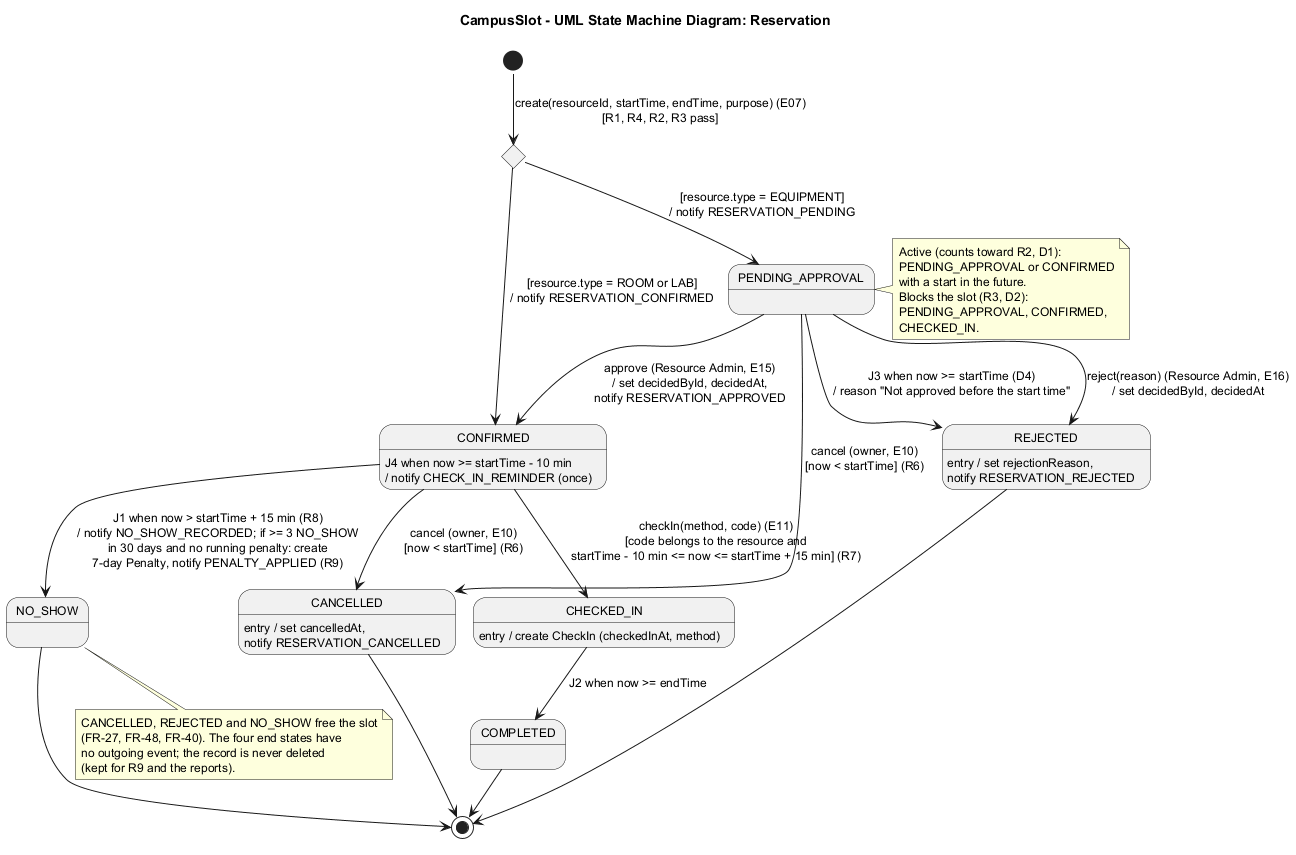 CampusSlot - UML State Machine Diagram: Reservation
create(resourceId, startTime, endTime, purpose) (E07)
[R1, R4, R2, R3 pass]
[resource.type = EQUIPMENT]
/ notify RESERVATION_PENDING
[resource.type = ROOM or LAB]
/ notify RESERVATION_CONFIRMED
PENDING_APPROVAL
Active (counts toward R2, D1):
PENDING_APPROVAL or CONFIRMED
with a start in the future.
Blocks the slot (R3, D2):
PENDING_APPROVAL, CONFIRMED,
CHECKED_IN.
approve (Resource Admin, E15)
/ set decidedById, decidedAt,
notify RESERVATION_APPROVED
J3 when now >= startTime (D4)
/ reason "Not approved before the start time"
reject(reason) (Resource Admin, E16)
/ set decidedById, decidedAt
cancel (owner, E10)
[now < startTime] (R6)
CONFIRMED
J4 when now >= startTime - 10 min
/ notify CHECK_IN_REMINDER (once)
REJECTED
entry / set rejectionReason,
notify RESERVATION_REJECTED
J1 when now > startTime + 15 min (R8)
/ notify NO_SHOW_RECORDED; if >= 3 NO_SHOW
in 30 days and no running penalty: create
7-day Penalty, notify PENALTY_APPLIED (R9)
cancel (owner, E10)
[now < startTime] (R6)
checkIn(method, code) (E11)
[code belongs to the resource and
startTime - 10 min <= now <= startTime + 15 min] (R7)
NO_SHOW
CANCELLED
entry / set cancelledAt,
notify RESERVATION_CANCELLED
CHECKED_IN
entry / create CheckIn (checkedInAt, method)
J2 when now >= endTime
COMPLETED
CANCELLED, REJECTED and NO_SHOW free the slot
(FR-27, FR-48, FR-40). The four end states have
no outgoing event; the record is never deleted
(kept for R9 and the reports).